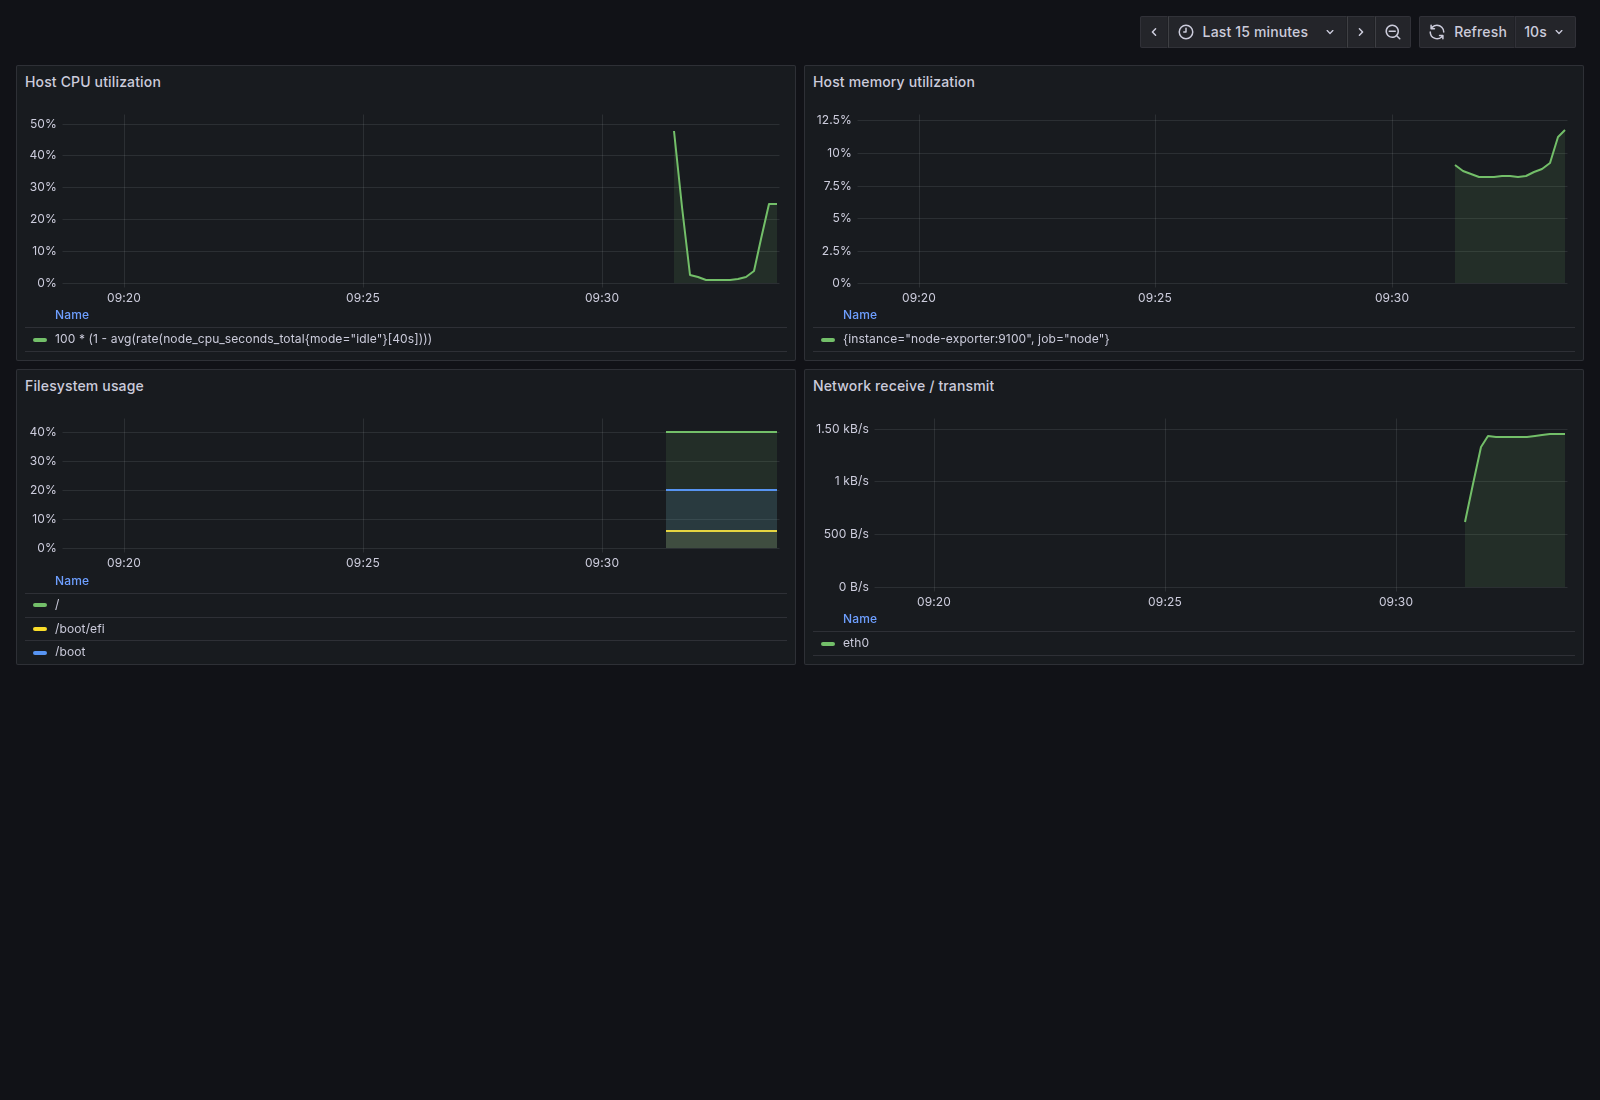 Last 15 minutes
Refresh
10s
Host CPU utilization
50%
40%
30%
20%
10%
0%
09:20
09:25
09:30
Name
100 * (1 - avg(rate(node_cpu_seconds_total{mode="idle"}[40s])))
Host memory utilization
12.5%
10%
7.5%
5%
2.5%
0%
09:20
09:25
09:30
Name
{instance="node-exporter:9100", job="node"}
Filesystem usage
40%
30%
20%
10%
0%
09:20
09:25
09:30
Name
/
/boot/efi
/boot
Network receive / transmit
1.50 kB/s
1 kB/s
500 B/s
0 B/s
09:20
09:25
09:30
Name
eth0